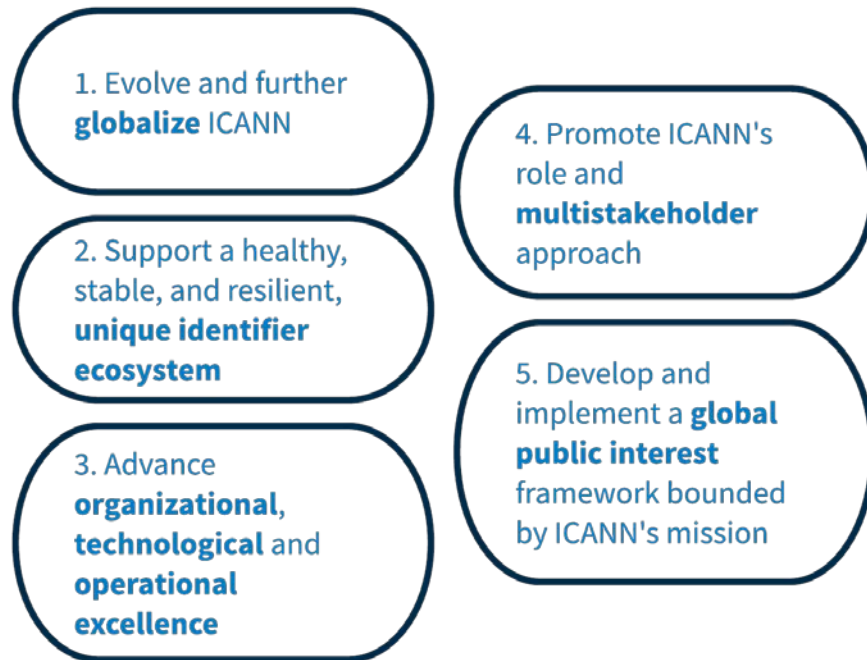 1. Evolve and further
globalize ICANN
2. Support a healthy,
stable, and resilient,
unique identifier
ecosystem
3. Advance
organizational,
technological and
operational
excellence
4. Promote ICANN's
role and
multistakeholder
approach
5. Develop and
implement a global
public interest
framework bounded
by ICANN's mission